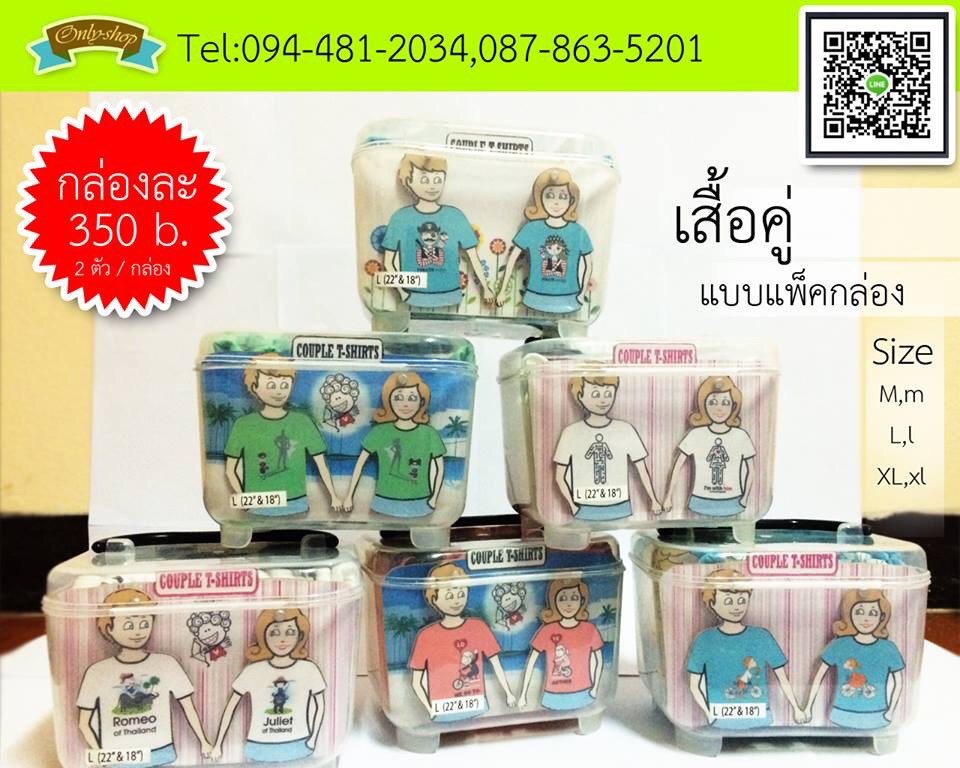 Only-shop
Tel:094-481-2034,087-863-5201
LINE
กล่องละ
350 b.
2 ตัว / กล่อง
เสื้อคู่
แบบแพ็คกล่อง
Size
M,m
L,l
XL,xl
COUPLE T-SHIRTS
L (22"&18")
COUPLE T-SHIRTS
L (22"&18")
COUPLE T-SHIRTS
I'm with him
L (22"&18")
COUPLE T-SHIRTS
Romeo
of Thailand
Juliet
of Thailand
L (22"&18")
COUPLE T-SHIRTS
L (22"&18")
COUPLE T-SHIRTS
L (22"&18")